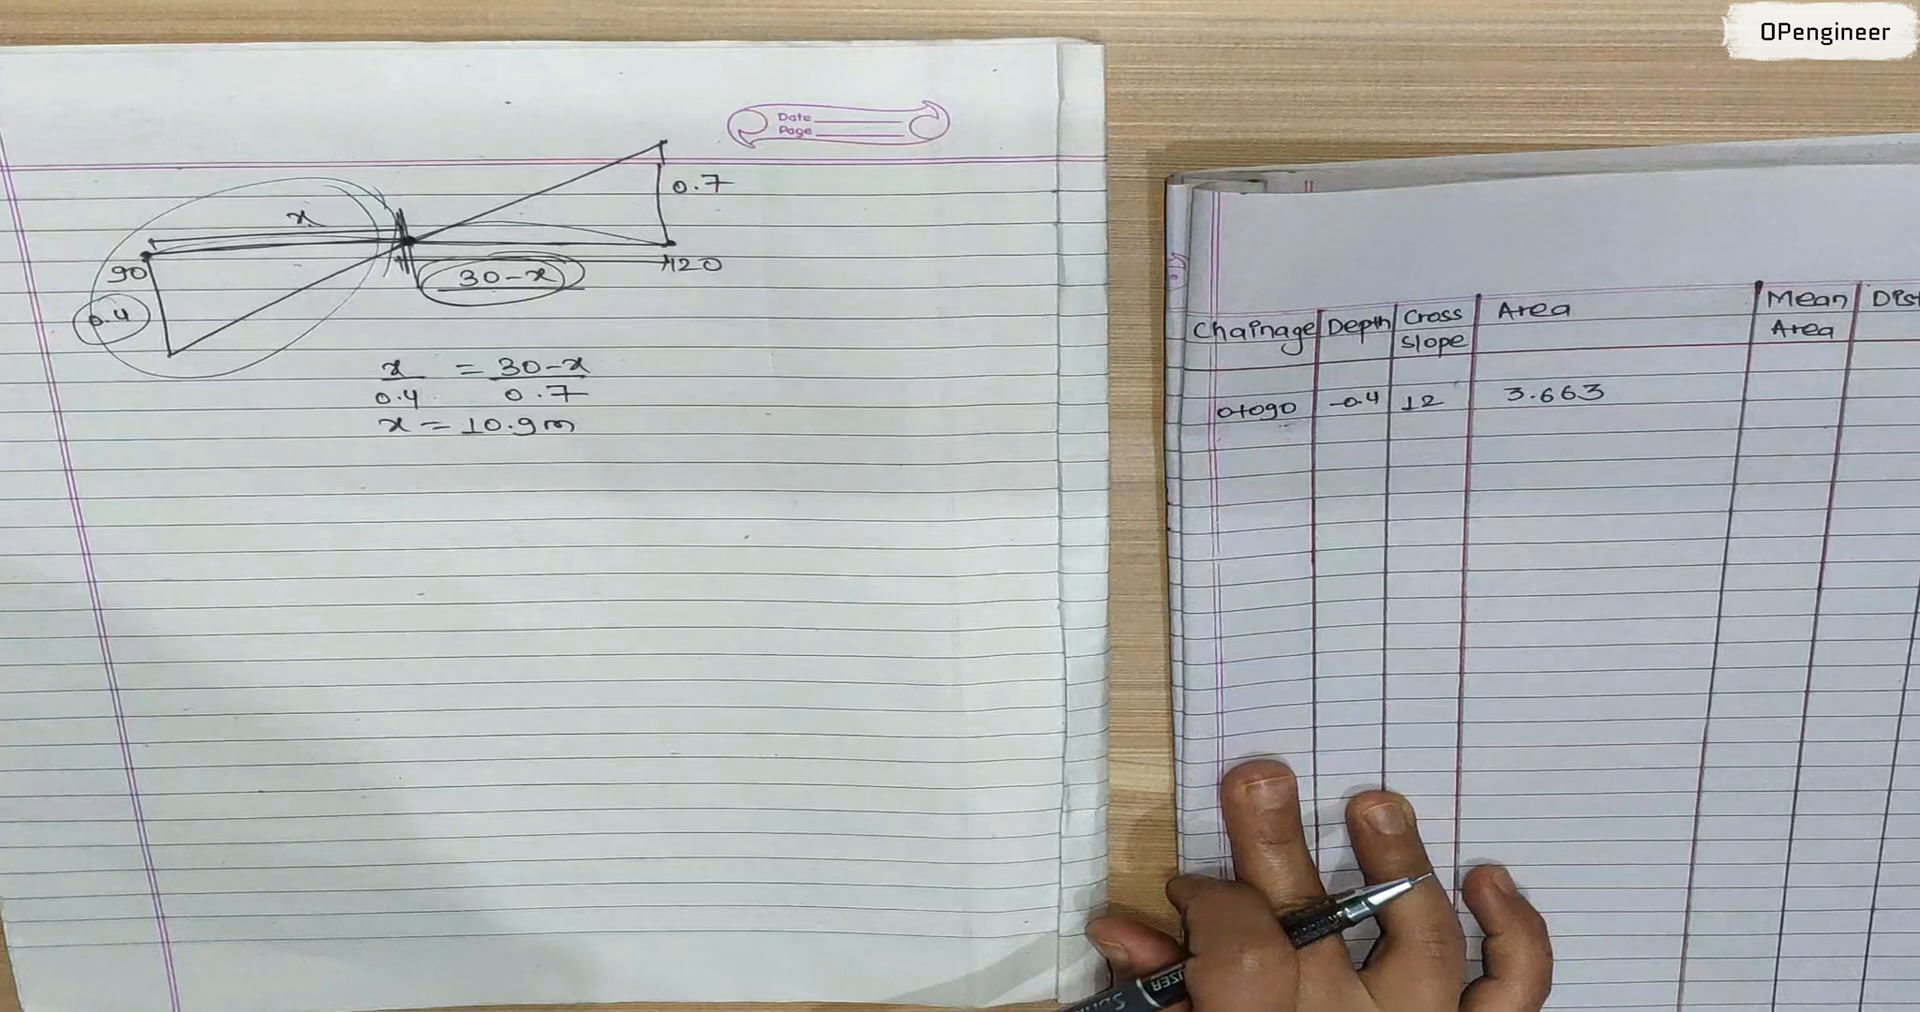 OPengineer
Date
Page
0.7
x
90
30-x
120
0.4
x = 30-x
0.4 0.7
x = 10.9m
Chainage Depth Cross slope Area Mean Area Dist
0+090 -0.4 12 3.663